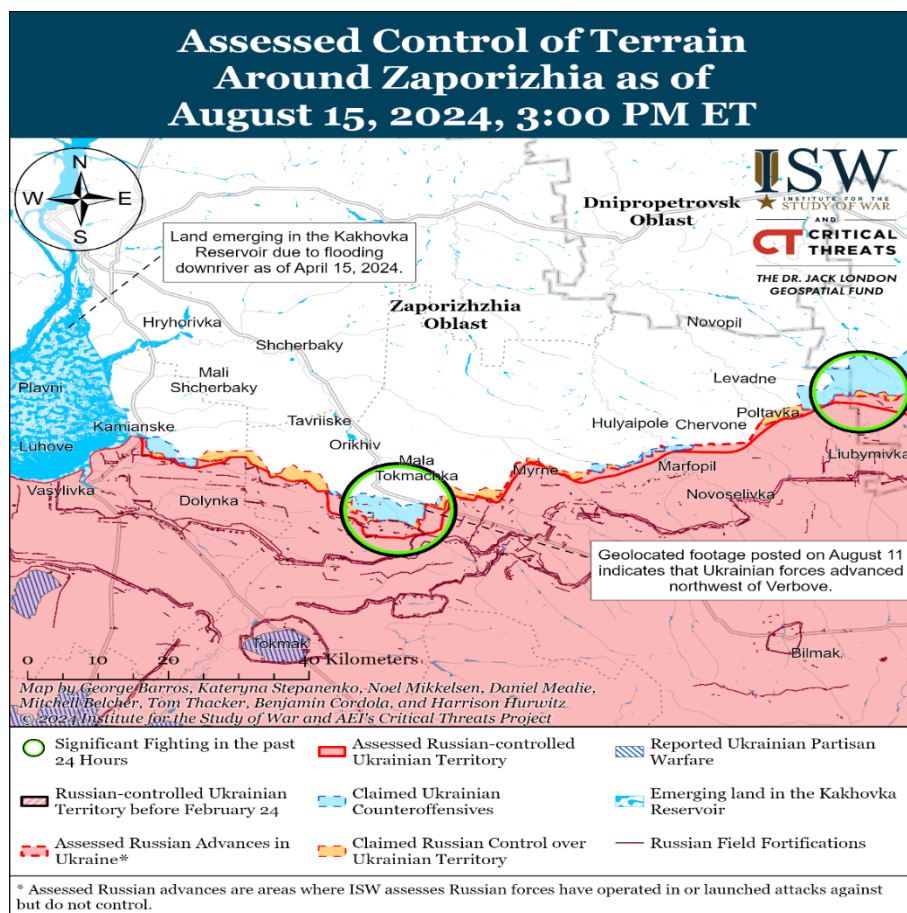 Assessed Control of Terrain
Around Zaporizhia as of
August 15, 2024, 3:00 PM ET
N
W
E
S
ISW
INSTITUTE FOR THE
STUDY OF WAR
AND
CT CRITICAL
THREATS
THE DR. JACK LONDON
GEOSPATIAL FUND
Dnipropetrovsk
Oblast
Land emerging in the Kakhovka
Reservoir due to flooding
downriver as of April 15, 2024.
Zaporizhzhia
Oblast
Hryhorivka
Novopil
Shcherbaky
Plavni
Mali
Shcherbaky
Levadne
Kamianske
Tavriiske
Poltavka
Hulyaipole
Chervone
Luhove
Orikhiv
Mala
Tokmachka
Myrne
Marfopil
Liubymivka
Vasylivka
Dolynka
Novoselivka
Geolocated footage posted on August 11
indicates that Ukrainian forces advanced
northwest of Verbove.
Tokmak
Bilmak
0
20
40 Kilometers
Map by George Barros, Kateryna Stepanenko, Noel Mikkelsen, Daniel Mealie,
Mitchell Belcher, Tom Thacker, Benjamin Cordola, and Harrison Hurwitz
© 2024 Institute for the Study of War and AEI's Critical Threats Project
Significant Fighting in the past
24 Hours
Assessed Russian-controlled
Ukrainian Territory
Reported Ukrainian Partisan
Warfare
Russian-controlled Ukrainian
Territory before February 24
Claimed Ukrainian
Counteroffensives
Emerging land in the Kakhovka
Reservoir
Assessed Russian Advances in
Ukraine*
Claimed Russian Control over
Ukrainian Territory
Russian Field Fortifications
* Assessed Russian advances are areas where ISW assesses Russian forces have operated in or launched attacks against
but do not control.